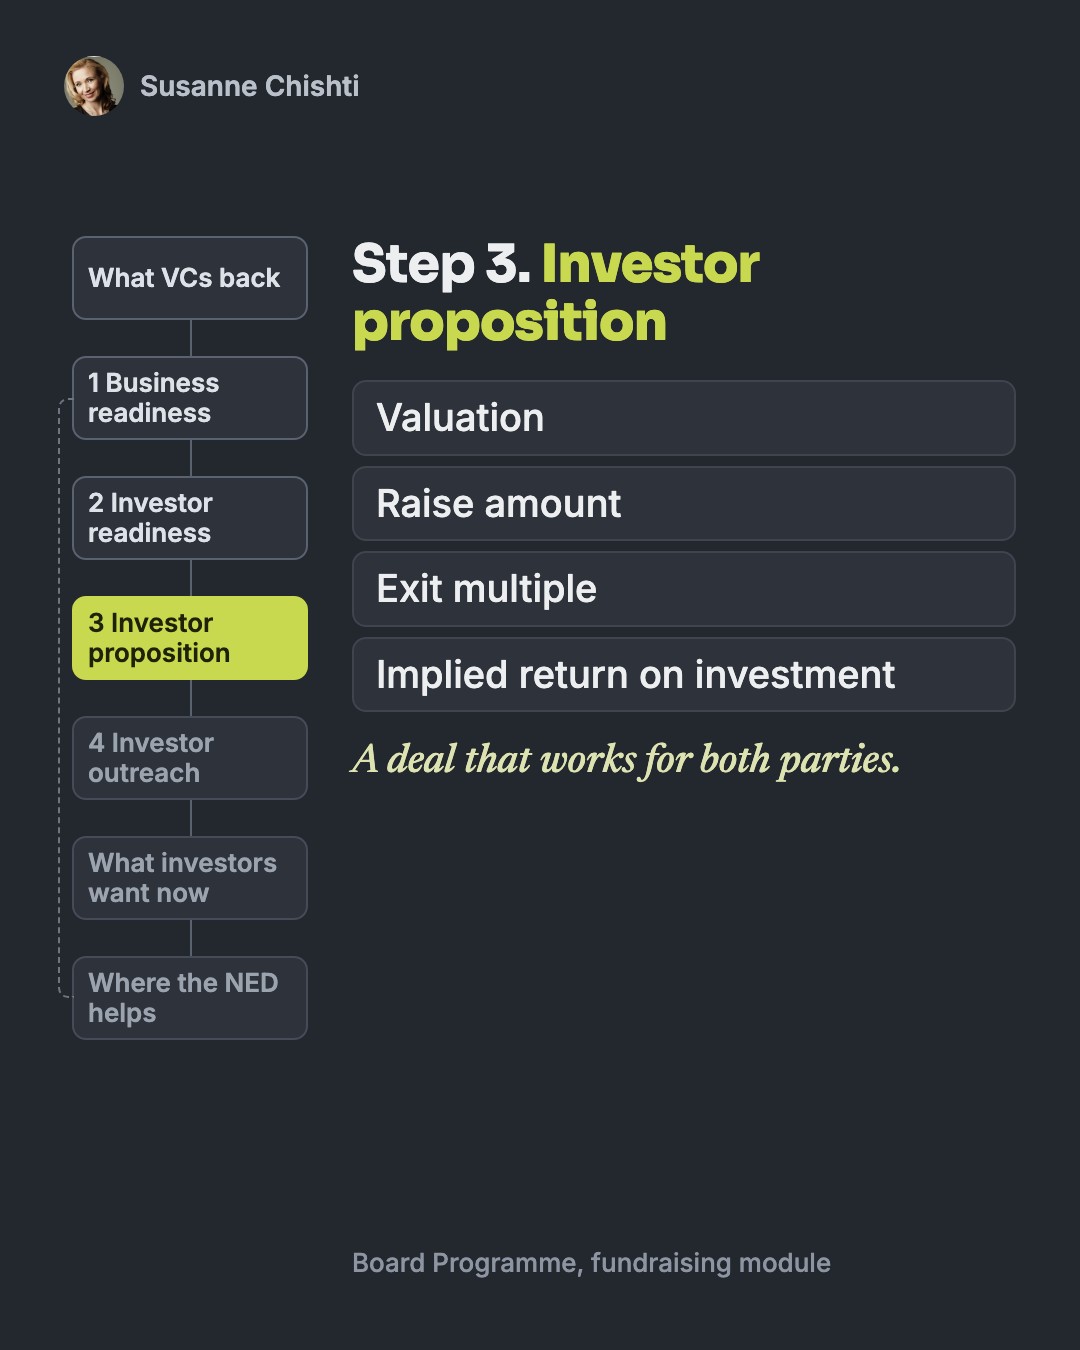 Susanne Chishti
What VCs back
1 Business
readiness
2 Investor
readiness
3 Investor
proposition
4 Investor
outreach
What investors
want now
Where the NED
helps
Step 3. Investor
proposition
Valuation
Raise amount
Exit multiple
Implied return on investment
A deal that works for both parties.
Board Programme, fundraising module